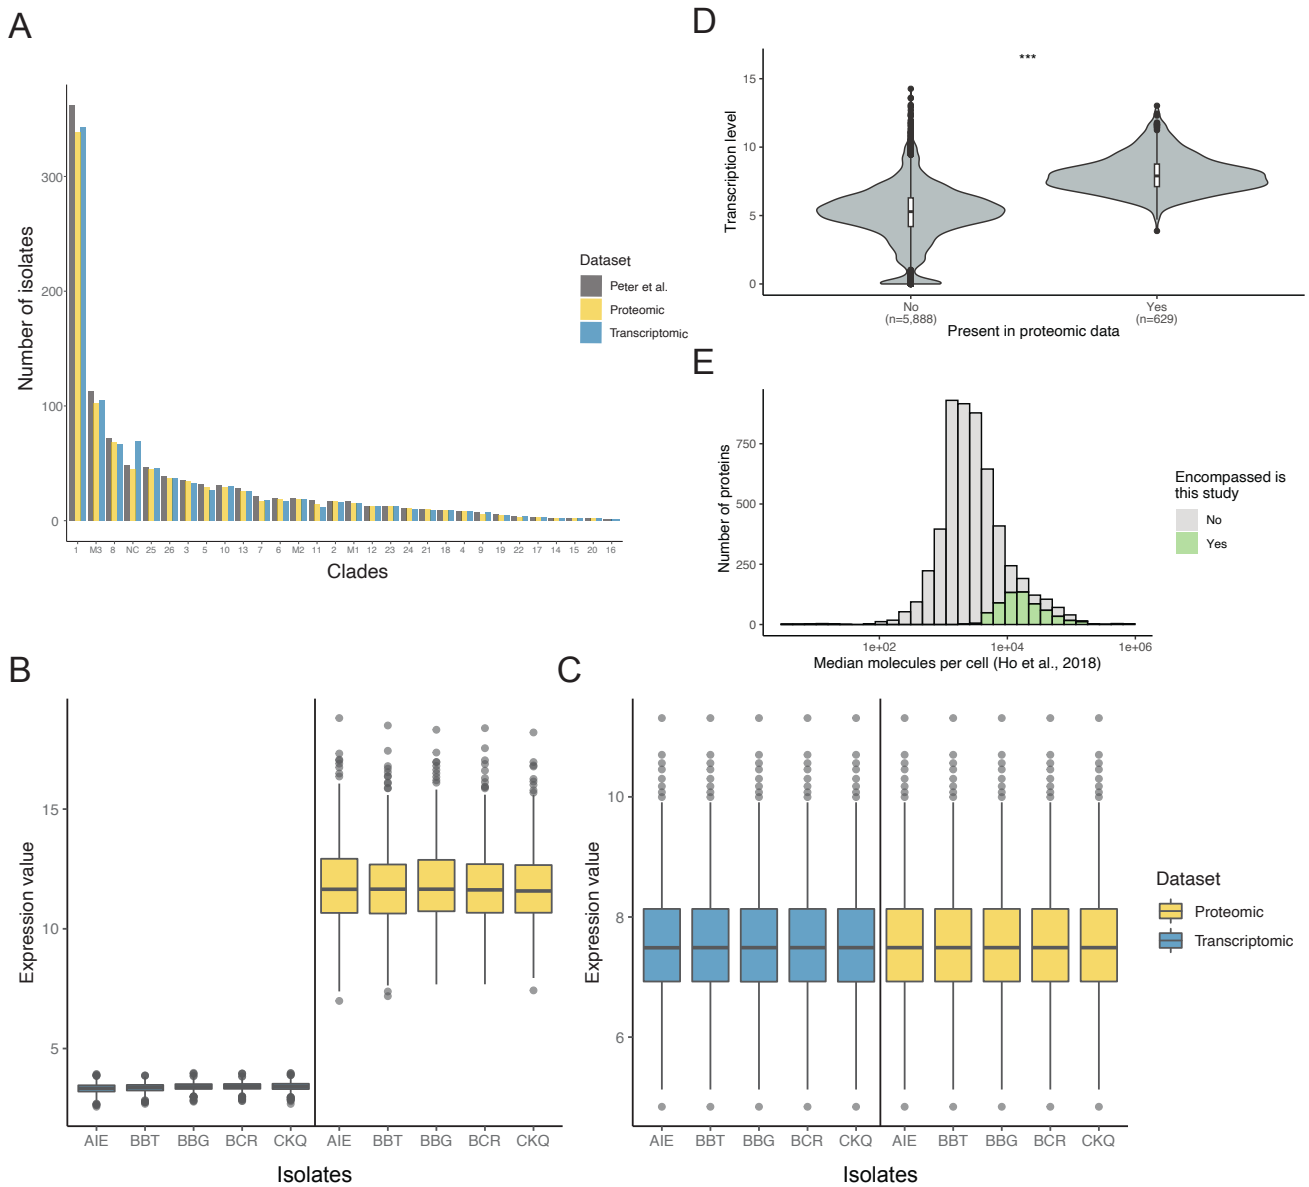 A
Number of isolates
300
200
100
0
1 M3 8 NC 25 26 3 5 10 13 7 6 M2 11 2 M1 12 23 24 21 18 4 9 19 22 17 14 15 20 16
Clades
Dataset
Peter et al.
Proteomic
Transcriptomic
D
***
Transcription level
15
10
5
0
No
(n=5,888)
Yes
(n=629)
Present in proteomic data
E
Number of proteins
750
500
250
0
1e+02 1e+04 1e+06
Median molecules per cell (Ho et al., 2018)
Encompassed is
this study
No
Yes
B
Expression value
15
10
5
AIE BBT BBG BCR CKQ AIE BBT BBG BCR CKQ
Isolates
C
Expression value
10
8
6
AIE BBT BBG BCR CKQ AIE BBT BBG BCR CKQ
Isolates
Dataset
Proteomic
Transcriptomic